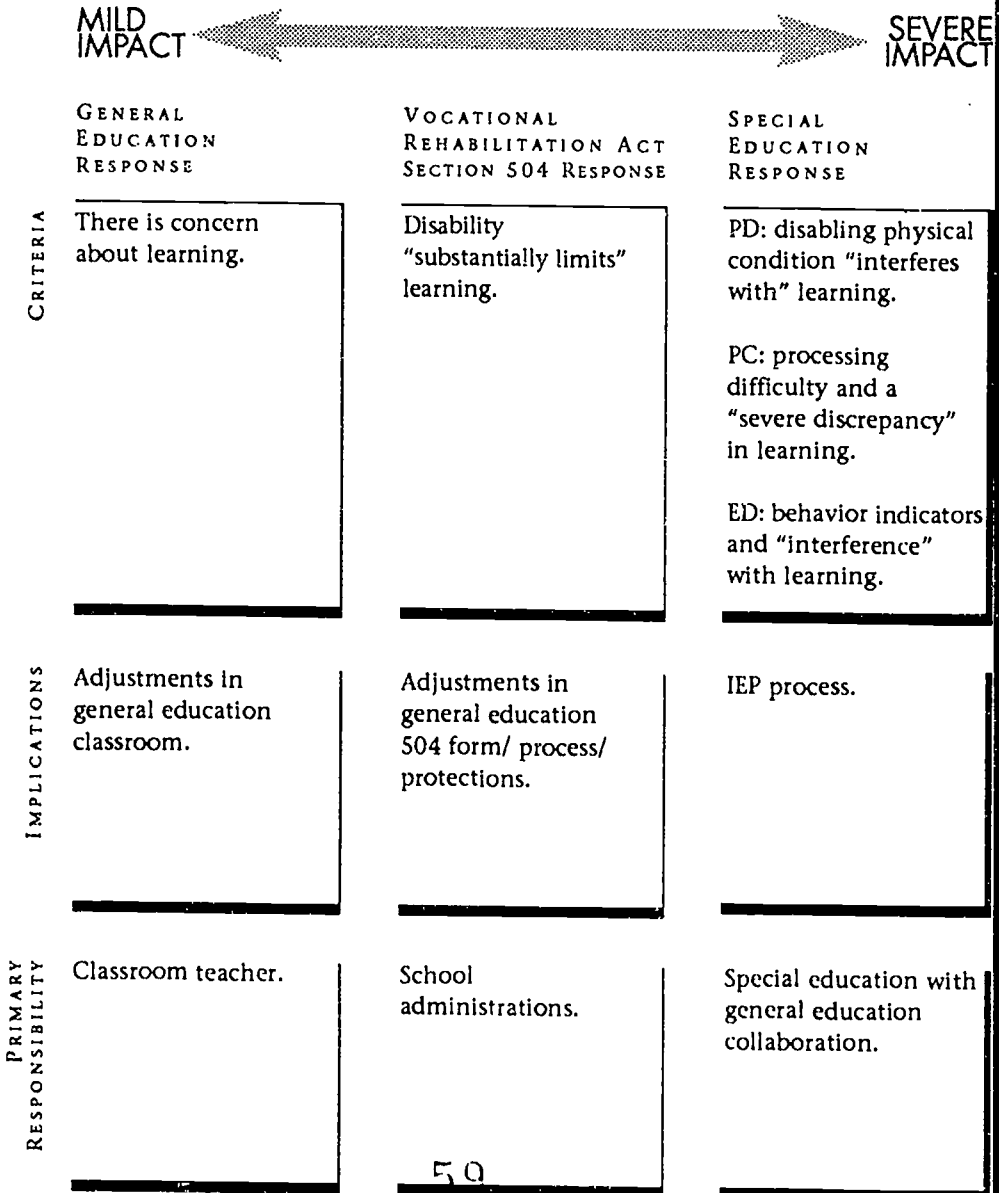 MILD
IMPACT
SEVERE
IMPACT
GENERAL
EDUCATION
RESPONSE
VOCATIONAL
REHABILITATION ACT
SECTION 504 RESPONSE
SPECIAL
EDUCATION
RESPONSE
CRITERIA
There is concern
about learning.
Disability
"substantially limits"
learning.
PD: disabling physical
condition "interferes
with" learning.
PC: processing
difficulty and a
"severe discrepancy"
in learning.
ED: behavior indicators
and "interference"
with learning.
IMPLICATIONS
Adjustments in
general education
classroom.
Adjustments in
general education
504 form/ process/
protections.
IEP process.
PRIMARY
RESPONSIBILITY
Classroom teacher.
School
administrations.
Special education with
general education
collaboration.
50